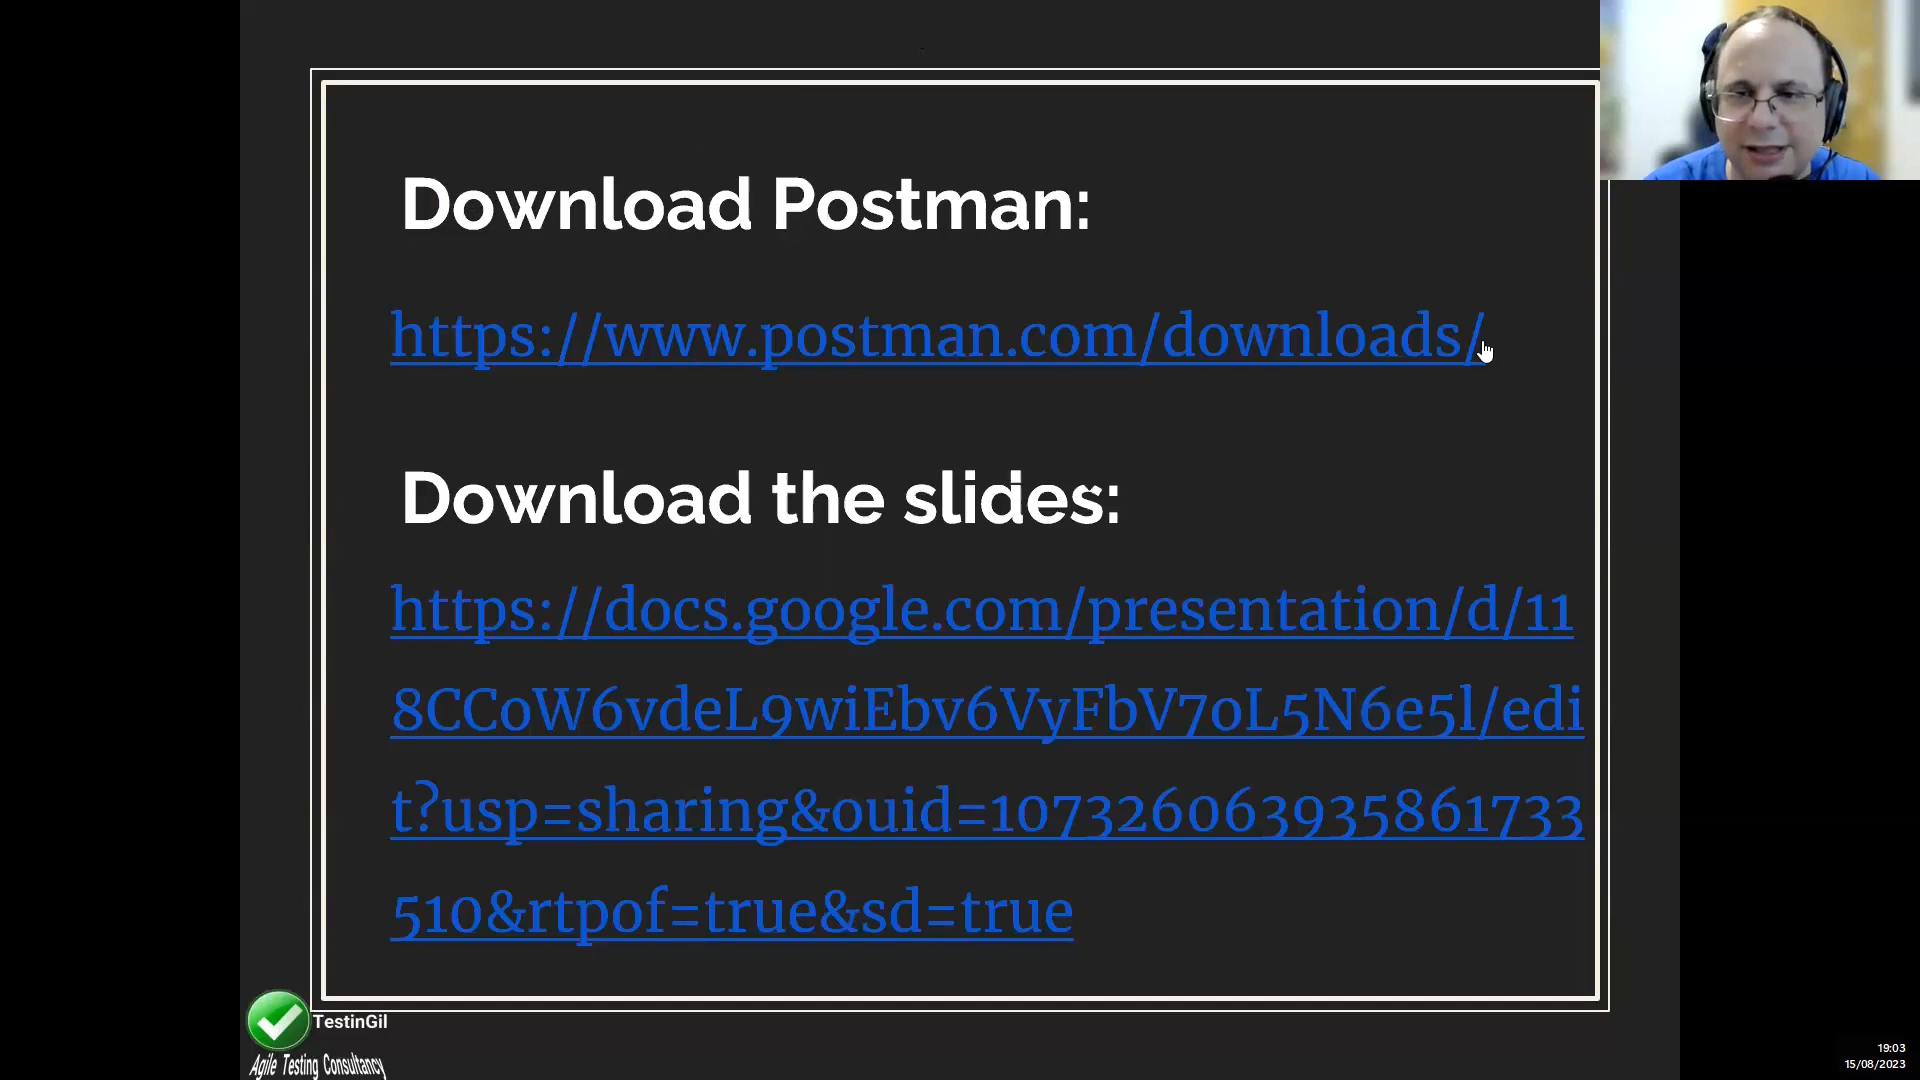 Download Postman:
https://www.postman.com/downloads/
Download the slides:
https://docs.google.com/presentation/d/11
8CCoW6vdeL9wiEbv6VyFbV7oL5N6e5l/edi
t?usp=sharing&ouid=107326063935861733
510&rtpof=true&sd=true
TestinGil
Agile Testing Consultancy
19:03
15/08/2023